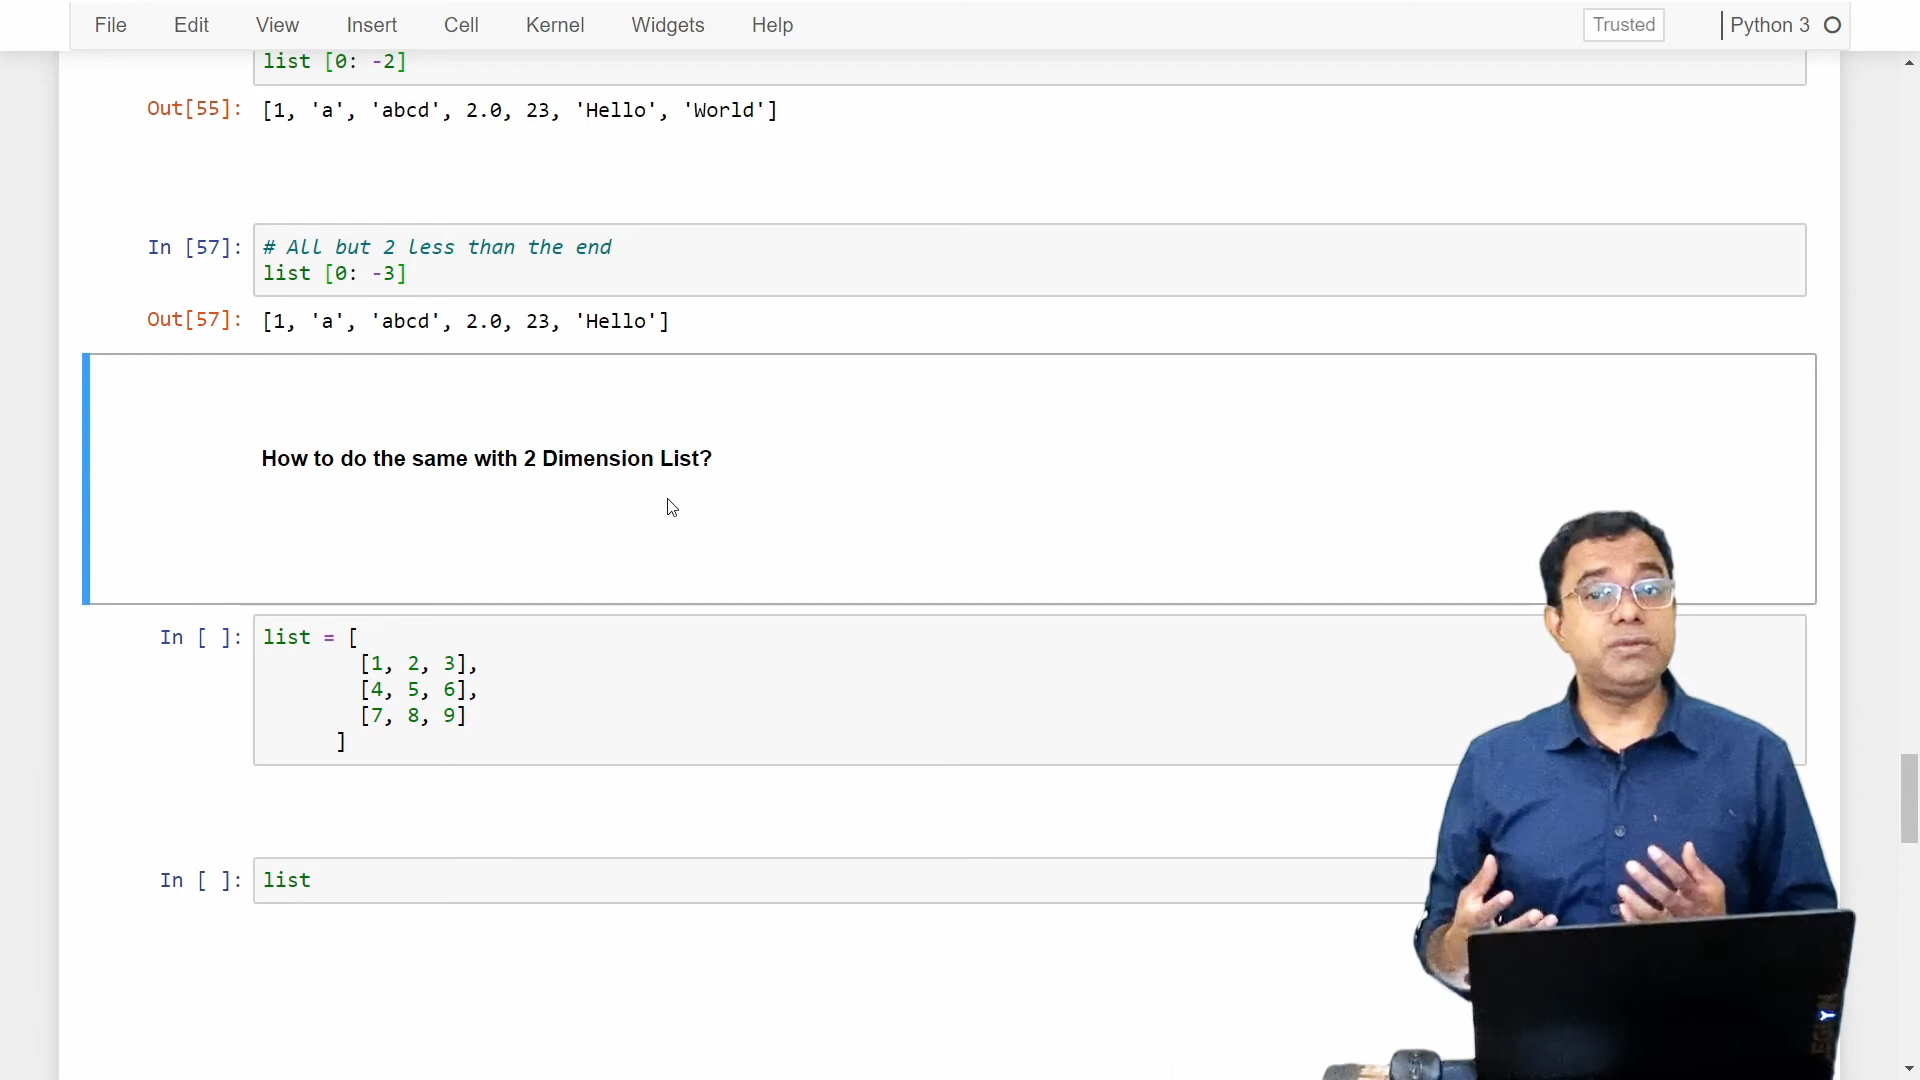 File Edit View Insert Cell Kernel Widgets Help Trusted Python 3
list [0: -2]
Out[55]: [1, 'a', 'abcd', 2.0, 23, 'Hello', 'World']
In [57]: # All but 2 less than the end
list [0: -3]
Out[57]: [1, 'a', 'abcd', 2.0, 23, 'Hello']
How to do the same with 2 Dimension List?
In [ ]: list = [
[1, 2, 3],
[4, 5, 6],
[7, 8, 9]
]
In [ ]: list